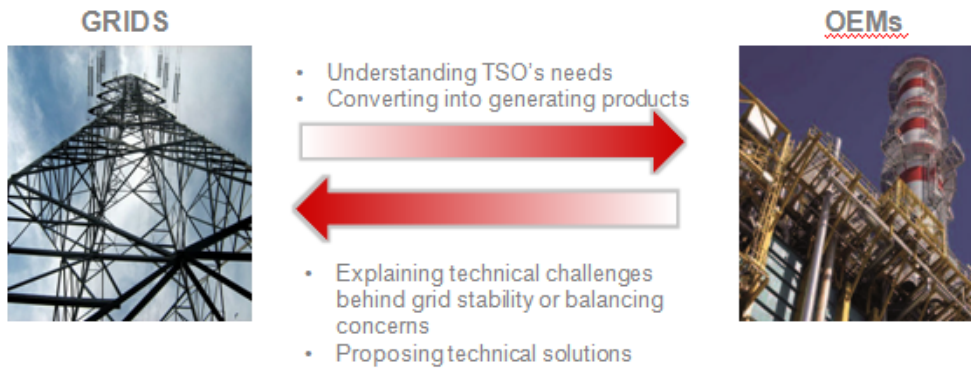 GRIDS
OEMs
• Understanding TSO's needs
• Converting into generating products
• Explaining technical challenges
behind grid stability or balancing
concerns
• Proposing technical solutions